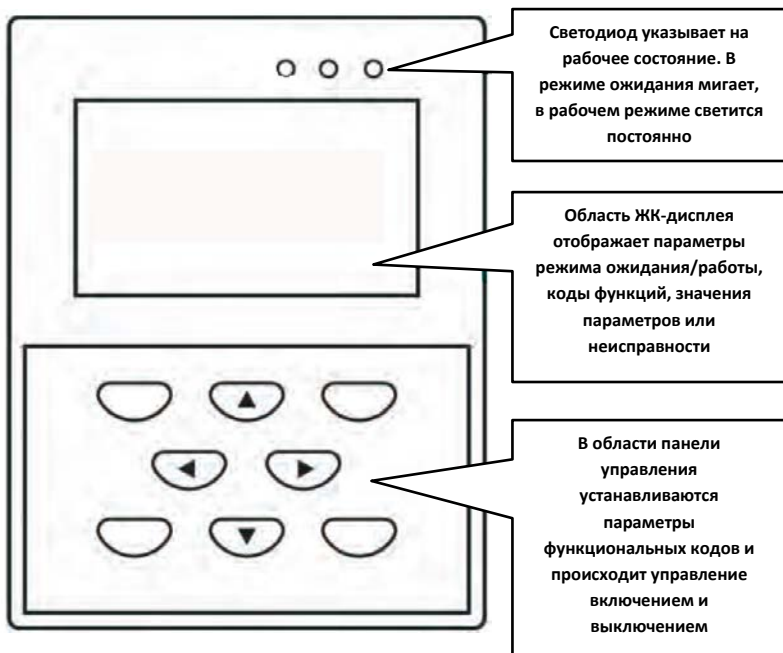 Светодиод указывает на
рабочее состояние. В
режиме ожидания мигает,
в рабочем режиме светится
постоянно
Область ЖК-дисплея
отображает параметры
режима ожидания/работы,
коды функций, значения
параметров или
неисправности
В области панели
управления
устанавливаются
параметры
функциональных кодов и
происходит управление
включением и
выключением